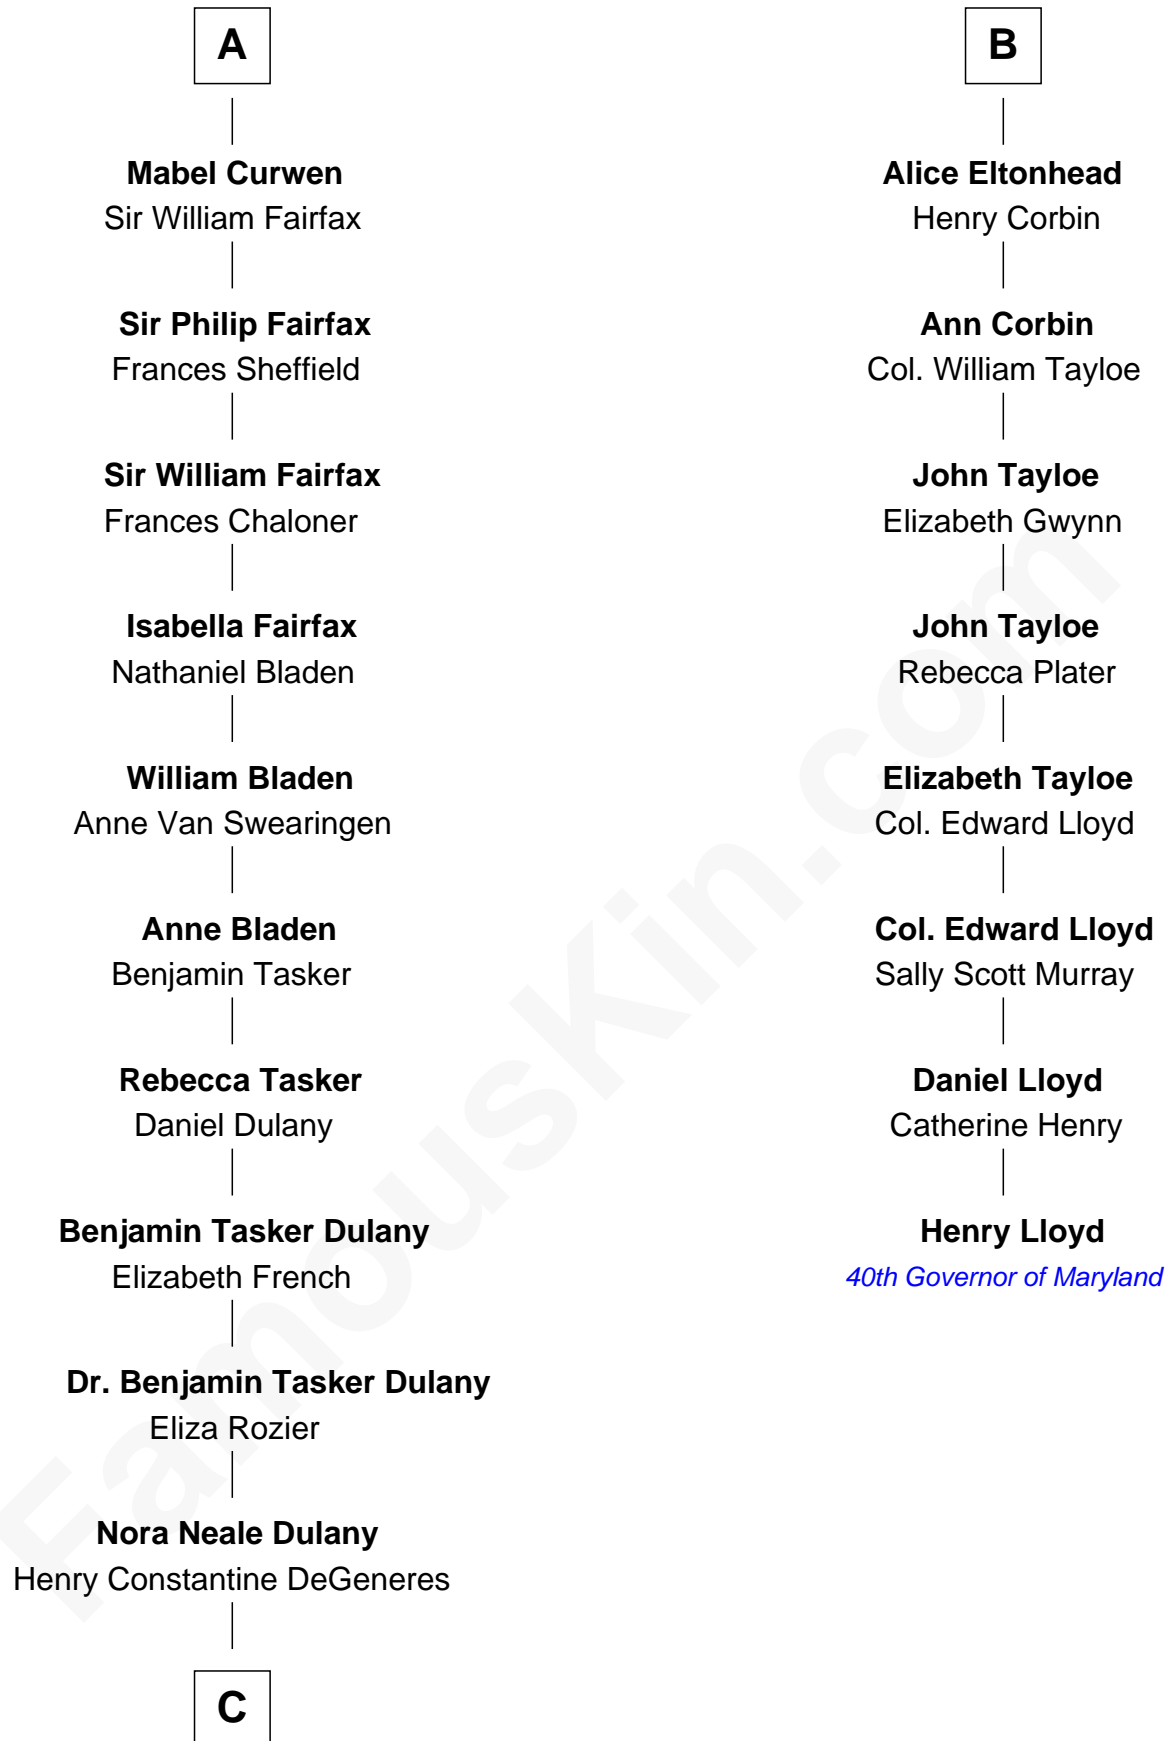 A
Mabel Curwen
Sir William Fairfax
Sir Philip Fairfax
Frances Sheffield
Sir William Fairfax
Frances Chaloner
Isabella Fairfax
Nathaniel Bladen
William Bladen
Anne Van Swearingen
Anne Bladen
Benjamin Tasker
Rebecca Tasker
Daniel Dulany
Benjamin Tasker Dulany
Elizabeth French
Dr. Benjamin Tasker Dulany
Eliza Rozier
Nora Neale Dulany
Henry Constantine DeGeneres
C
B
Alice Eltonhead
Henry Corbin
Ann Corbin
Col. William Tayloe
John Tayloe
Elizabeth Gwynn
John Tayloe
Rebecca Plater
Elizabeth Tayloe
Col. Edward Lloyd
Col. Edward Lloyd
Sally Scott Murray
Daniel Lloyd
Catherine Henry
Henry Lloyd
40th Governor of Maryland
FamousKin.com